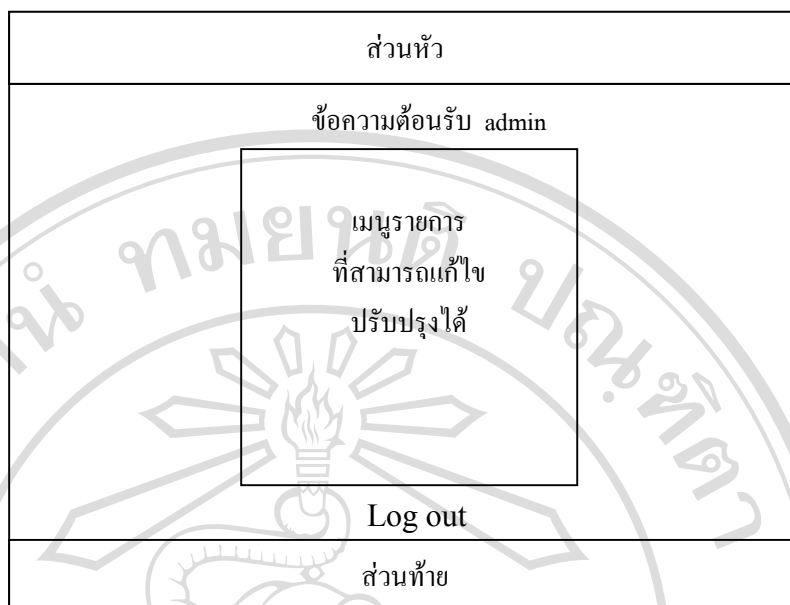 ส่วนหัว
ข้อความต้อนรับ admin
เมนูรายการ
ที่สามารถแก้ไข
ปรับปรุงได้
Log out
ส่วนท้าย